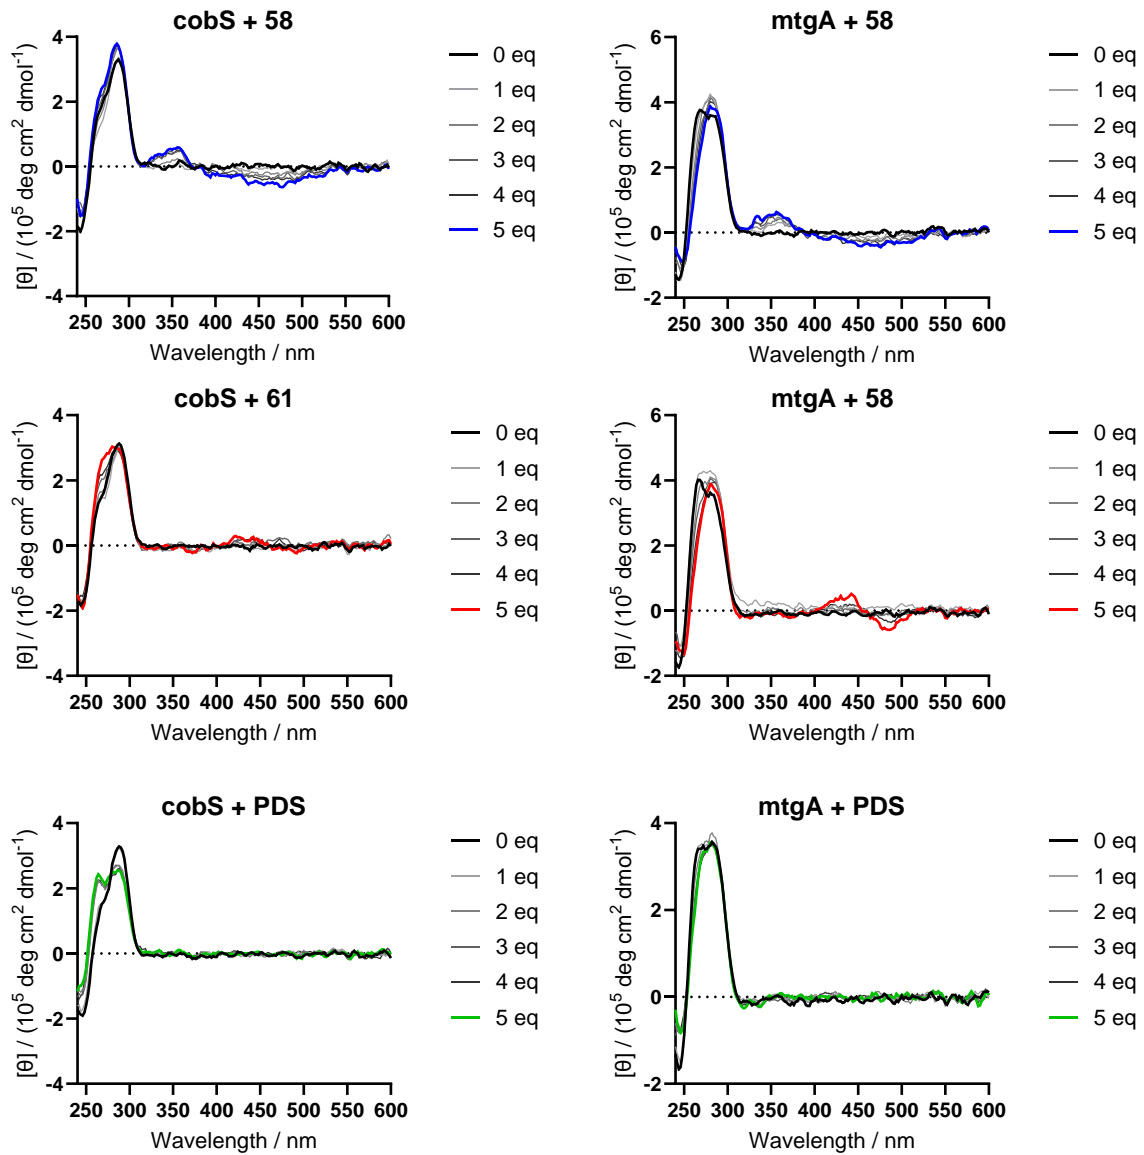 cobS + 58
[θ] / (10⁵ deg cm² dmol⁻¹)
4
2
0
-2
-4
250 300 350 400 450 500 550 600
Wavelength / nm
0 eq
1 eq
2 eq
3 eq
4 eq
5 eq
mtgA + 58
[θ] / (10⁵ deg cm² dmol⁻¹)
6
4
2
0
-2
250 300 350 400 450 500 550 600
Wavelength / nm
0 eq
1 eq
2 eq
3 eq
4 eq
5 eq
cobS + 61
[θ] / (10⁵ deg cm² dmol⁻¹)
4
2
0
-2
-4
250 300 350 400 450 500 550 600
Wavelength / nm
0 eq
1 eq
2 eq
3 eq
4 eq
5 eq
mtgA + 58
[θ] / (10⁵ deg cm² dmol⁻¹)
6
4
2
0
-2
250 300 350 400 450 500 550 600
Wavelength / nm
0 eq
1 eq
2 eq
3 eq
4 eq
5 eq
cobS + PDS
[θ] / (10⁵ deg cm² dmol⁻¹)
4
2
0
-2
-4
250 300 350 400 450 500 550 600
Wavelength / nm
0 eq
1 eq
2 eq
3 eq
4 eq
5 eq
mtgA + PDS
[θ] / (10⁵ deg cm² dmol⁻¹)
4
2
0
-2
250 300 350 400 450 500 550 600
Wavelength / nm
0 eq
1 eq
2 eq
3 eq
4 eq
5 eq